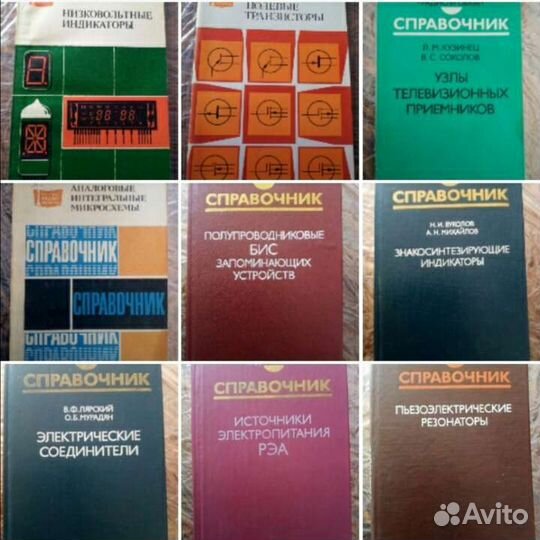 НИЗКОВОЛЬТНЫЕ
ИНДИКАТОРЫ
ПОЛЕВЫЕ
ТРАНЗИСТОРЫ
СПРАВОЧНИК
Л. М. КУЗИНЕЦ
В. С. СОКОЛОВ
УЗЛЫ
ТЕЛЕВИЗИОННЫХ
ПРИЕМНИКОВ
АНАЛОГОВЫЕ
ИНТЕГРАЛЬНЫЕ
МИКРОСХЕМЫ
СПРАВОЧНИК
СПРАВОЧНИК
СПРАВОЧНИК
СПРАВОЧНИК
СПРАВОЧНИК
ПОЛУПРОВОДНИКОВЫЕ
БИС
ЗАПОМИНАЮЩИХ
УСТРОЙСТВ
СПРАВОЧНИК
Н. И. ВУКОЛОВ
А. Н. МИХАЙЛОВ
ЗНАКОСИНТЕЗИРУЮЩИЕ
ИНДИКАТОРЫ
СПРАВОЧНИК
В. Ф. ЛЯРСКИЙ
О. Б. МУРАДЯН
ЭЛЕКТРИЧЕСКИЕ
СОЕДИНИТЕЛИ
СПРАВОЧНИК
ИСТОЧНИКИ
ЭЛЕКТРОПИТАНИЯ
РЭА
СПРАВОЧНИК
ПЬЕЗОЭЛЕКТРИЧЕСКИЕ
РЕЗОНАТОРЫ
Avito